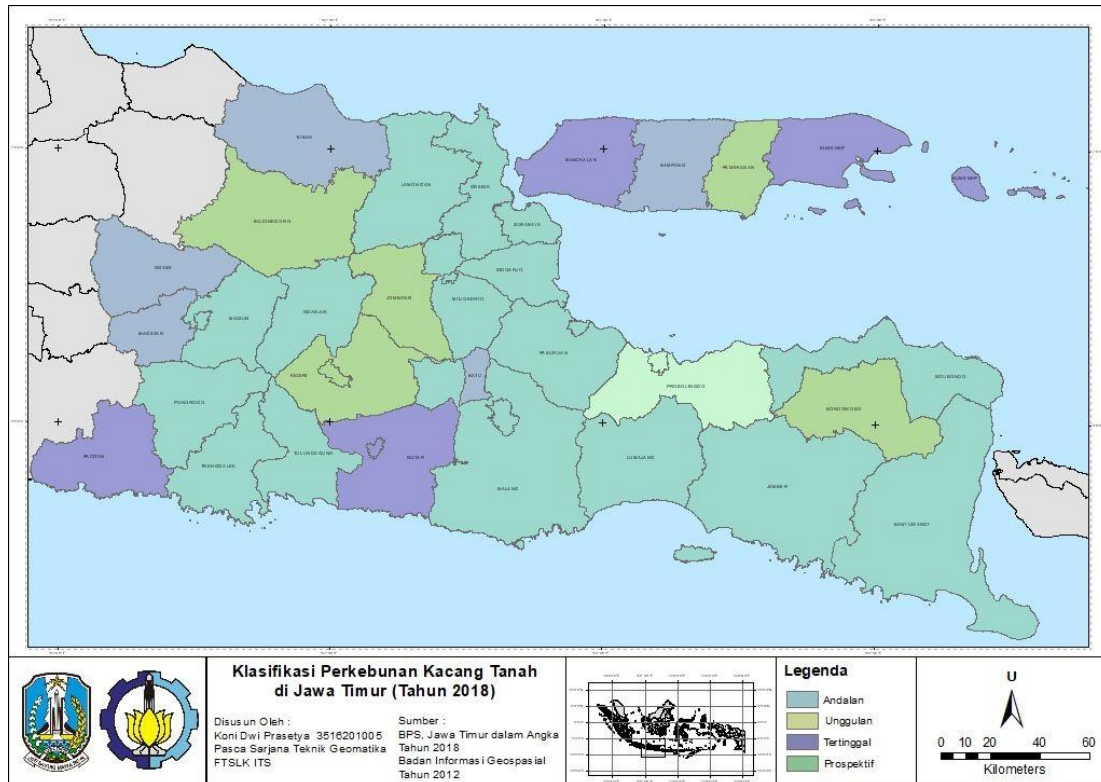 TUBAN
LAMONGAN
GRESIK
BANGKALAN
SAMPANG
PAMEKASAN
SUMENEP
SUMENEP
BOJONEGORO
SURABAYA
NGAWI
SIDOARJO
JOMBANG
MOJOKERTO
MADIUN
NGANJUK
MAGETAN
PASURUAN
KEDIRI
BATU
PROBOLINGGO
SITUBONDO
PONOROGO
BONDOWOSO
PACITAN
TRENGGALEK
TULUNGAGUNG
BLITAR
MALANG
LUMAJANG
JEMBER
BANYUWANGI
Klasifikasi Perkebunan Kacang Tanah
di Jawa Timur (Tahun 2018)
Disusun Oleh :
Koni Dwi Prasetya 3516201005
Pasca Sarjana Teknik Geomatika
FTSLK ITS
Sumber :
BPS, Jawa Timur dalam Angka
Tahun 2018
Badan Informasi Geospasial
Tahun 2012
Legenda
Andalan
Unggulan
Tertinggal
Prospektif
U
0 10 20 40 60
Kilometers